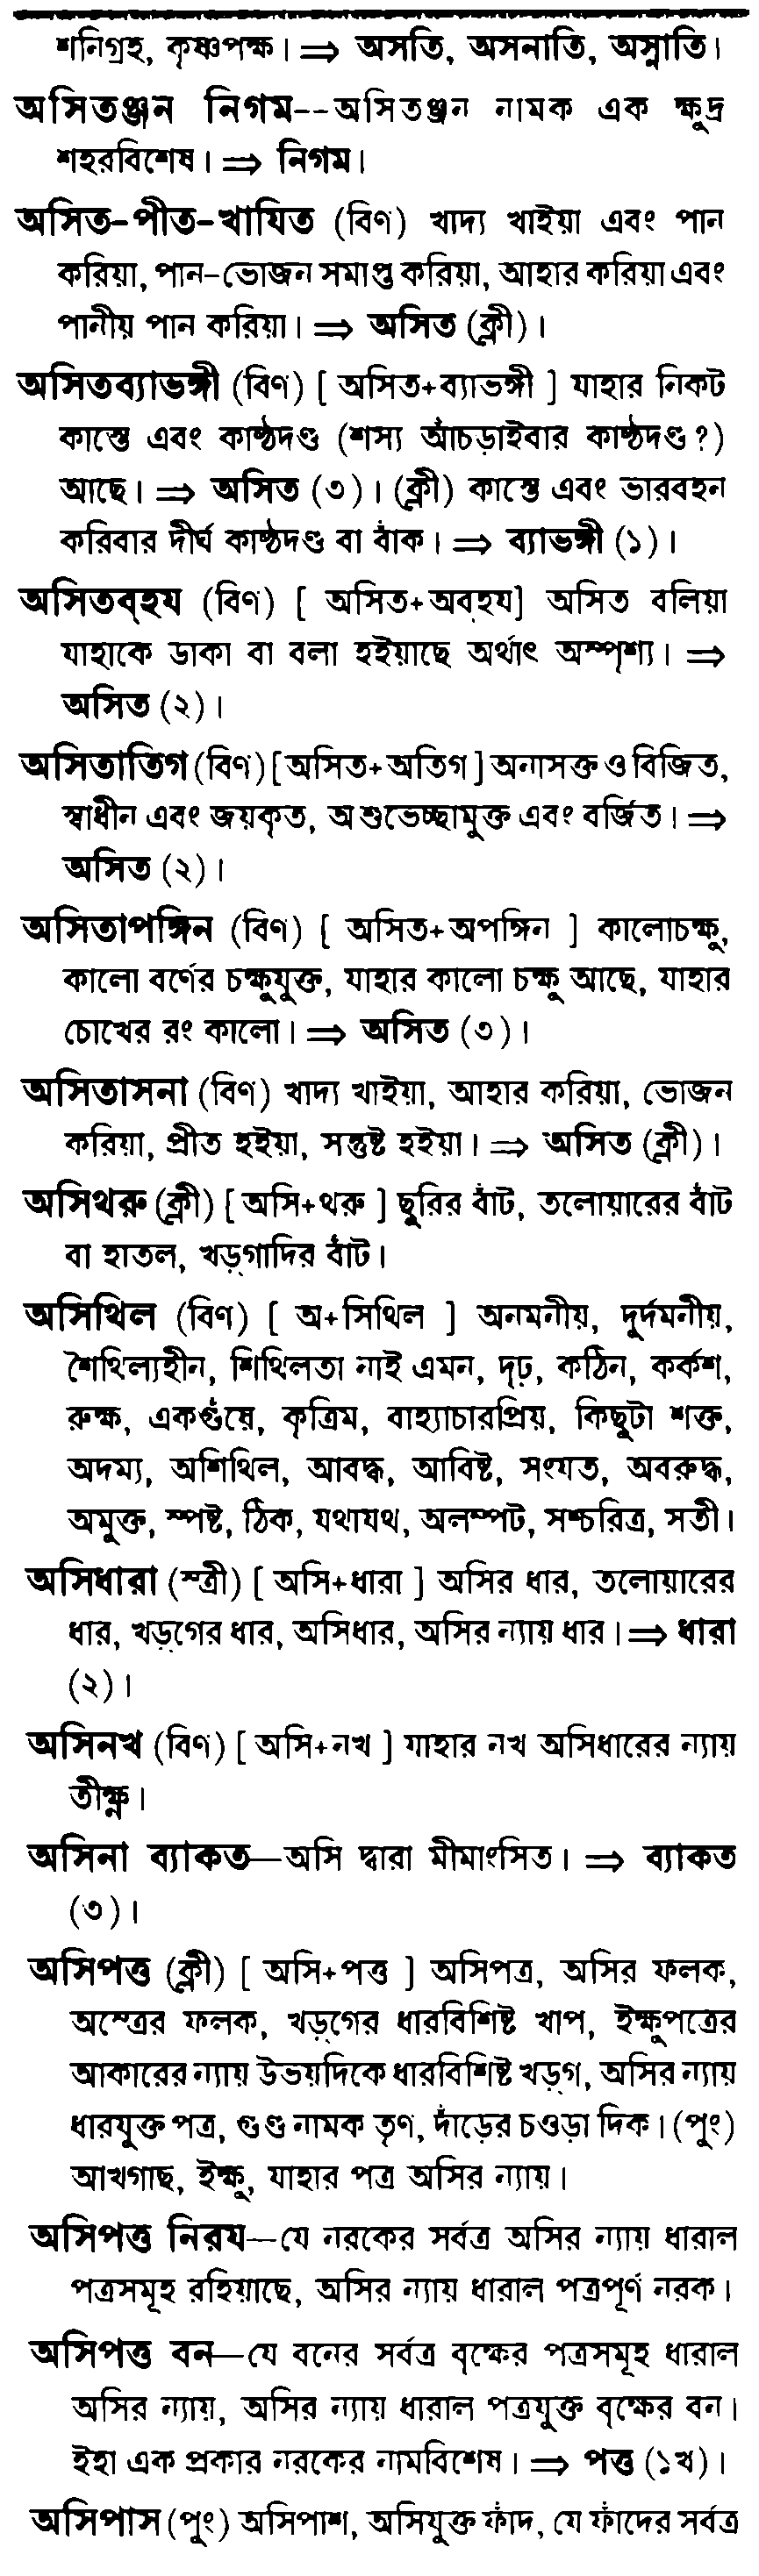 শনিগ্রহ, কৃষ্ণপক্ষ। ⇒ অসতি, অসনাতি, অস্নাতি।
অসিতঞ্জন নিগম--অসিতঞ্জন নামক এক ক্ষুদ্র
শহরবিশেষ। ⇒ নিগম।
অসিত-পীত-খাযিত (বিণ) খাদ্য খাইয়া এবং পান
করিয়া, পান-ভোজন সমাপ্ত করিয়া, আহার করিয়া এবং
পানীয় পান করিয়া। ⇒ অসিত (ক্লী)।
অসিতব্যাভঙ্গী (বিণ) [ অসিত+ব্যাভঙ্গী ] যাহার নিকট
কাস্তে এবং কাষ্ঠদণ্ড (শস্য আঁচড়াইবার কাষ্ঠদণ্ড ?)
আছে। ⇒ অসিত (৩)। (ক্লী) কাস্তে এবং ভারবহন
করিবার দীর্ঘ কাষ্ঠদণ্ড বা বাঁক। ⇒ ব্যাভঙ্গী (১)।
অসিতব্‌হয (বিণ) [ অসিত+অবহয] অসিত বলিয়া
যাহাকে ডাকা বা বলা হইয়াছে অর্থাৎ অস্পৃশ্য। ⇒
অসিত (২)।
অসিতাতিগ (বিণ) [অসিত+অতিগ] অনাসক্ত ও বিজিত,
স্বাধীন এবং জয়কৃত, অশুভেচ্ছামুক্ত এবং বর্জিত। ⇒
অসিত (২)।
অসিতাপঙ্গিন (বিণ) [ অসিত+অপঙ্গিন ] কালোচক্ষু,
কালো বর্ণের চক্ষুযুক্ত, যাহার কালো চক্ষু আছে, যাহার
চোখের রং কালো। ⇒ অসিত (৩)।
অসিতাসনা (বিণ) খাদ্য খাইয়া, আহার করিয়া, ভোজন
করিয়া, প্রীত হইয়া, সন্তুষ্ট হইয়া। ⇒ অসিত (ক্লী)।
অসিথরু (ক্লী) [ অসি+থরু ] ছুরির বাঁট, তলোয়ারের বাঁট
বা হাতল, খড়্গাদির বাঁট।
অসিথিল (বিণ) [ অ+সিথিল ] অনমনীয়, দুর্দমনীয়,
শৈথিল্যহীন, শিথিলতা নাই এমন, দৃঢ়, কঠিন, কর্কশ,
রুক্ষ, একগুঁয়ে, কৃত্রিম, বাহ্যাচারপ্রিয়, কিছুটা শক্ত,
অদম্য, অশিথিল, আবদ্ধ, আবিষ্ট, সংযত, অবরুদ্ধ,
অমুক্ত, স্পষ্ট, ঠিক, যথাযথ, অলম্পট, সশ্চরিত্র, সতী।
অসিধারা (স্ত্রী) [ অসি+ধারা ] অসির ধার, তলোয়ারের
ধার, খড়্গের ধার, অসিধার, অসির ন্যায় ধার। ⇒ ধারা
(২)।
অসিনখ (বিণ) [ অসি+নখ ] যাহার নখ অসিধারের ন্যায়
তীক্ষ্ণ।
অসিনা ব্যাকত—অসি দ্বারা মীমাংসিত। ⇒ ব্যাকত
(৩)।
অসিপত্ত (ক্লী) [ অসি+পত্ত ] অসিপত্র, অসির ফলক,
অস্ত্রের ফলক, খড়্গের ধারবিশিষ্ট খাপ, ইক্ষুপত্রের
আকারের ন্যায় উভয়দিকে ধারবিশিষ্ট খড়্গ, অসির ন্যায়
ধারযুক্ত পত্র, গুণ্ড নামক তৃণ, দাঁড়ের চওড়া দিক। (পুং)
আখগাছ, ইক্ষু, যাহার পত্র অসির ন্যায়।
অসিপত্ত নিরয—যে নরকের সর্বত্র অসির ন্যায় ধারাল
পত্রসমূহ রহিয়াছে, অসির ন্যায় ধারাল পত্রপূর্ণ নরক।
অসিপত্ত বন—যে বনের সর্বত্র বৃক্ষের পত্রসমূহ ধারাল
অসির ন্যায়, অসির ন্যায় ধারাল পত্রযুক্ত বৃক্ষের বন।
ইহা এক প্রকার নরকের নামবিশেষ। ⇒ পত্ত (১খ)।
অসিপাস (পুং) অসিপাশ, অসিযুক্ত ফাঁদ, যে ফাঁদের সর্বত্র